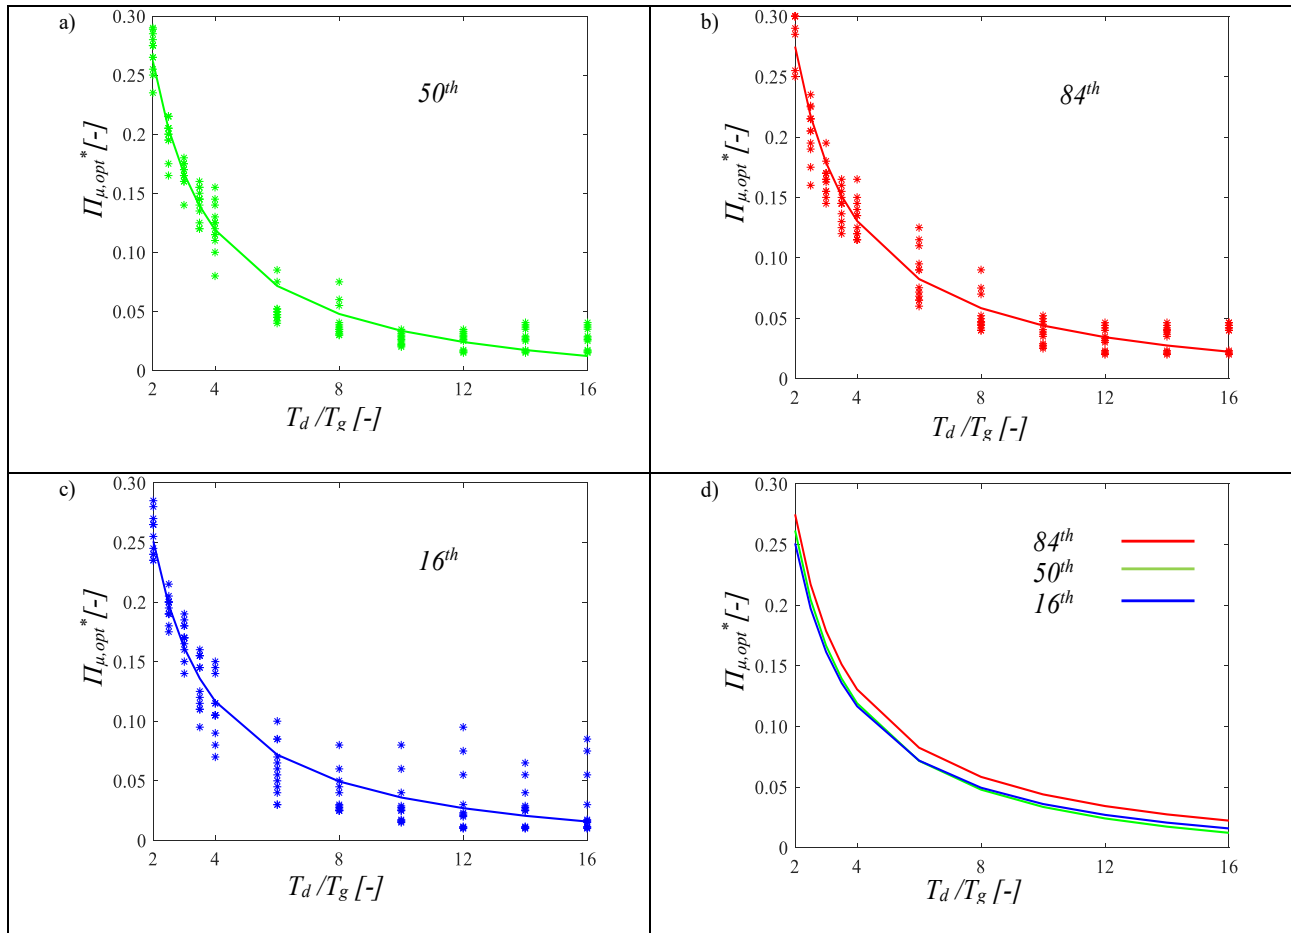 a)
50th
0.30
0.25
0.2
0.15
0.10
0.05
0
Πμ,opt* [-]
2 4 8 12 16
Td /Tg [-]
b)
84th
0.30
0.25
0.2
0.15
0.10
0.05
0
Πμ,opt* [-]
2 4 8 12 16
Td /Tg [-]
c)
16th
0.30
0.25
0.20
0.15
0.10
0.05
0
Πμ,opt* [-]
2 4 8 12 16
Td /Tg [-]
d)
84th
50th
16th
0.30
0.25
0.2
0.15
0.10
0.05
0
Πμ,opt* [-]
2 4 8 12 16
Td /Tg [-]